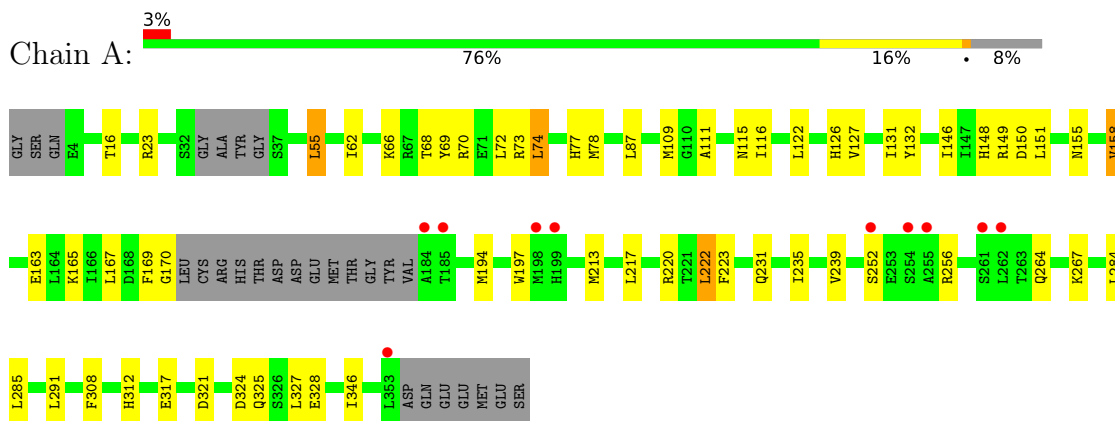 3%
Chain A:
76% 16% • 8%
GLY SER GLN E4 T16 R23 S32 GLY ALA TYR GLY S37 L55 I62 K66 R67 T68 Y69 R70 E71 L72 R73 L74 H77 M78 L87 M109 G110 A111 N115 I116 L122 H126 V127 I131 Y132 I146 I147 H148 R149 D150 L151 N155
E163 L164 K165 I166 L167 D168 F169 G170 LEU CYS ARG HIS THR ASP ASP GLU MET THR GLY TYR VAL A184 T185 M194 W197 M198 H199 M213 L217 R220 T221 L222 F223 Q231 I235 V239 S252 E253 S254 A255 R256 S261 L262 T263 Q264 K267
L285 L291 F308 H312 E317 D321 D324 Q325 S326 L327 E328 I346 L353 ASP GLN GLU GLU MET GLU SER